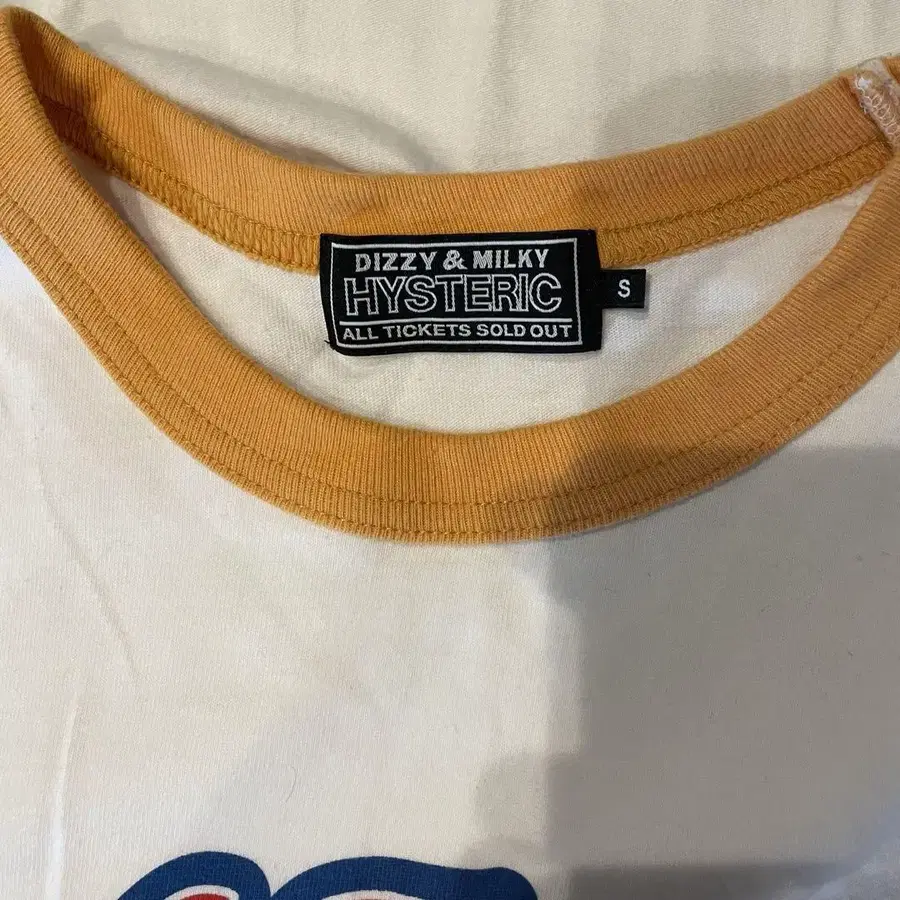 DIZZY & MILKY
HYSTERIC
ALL TICKETS SOLD OUT
S